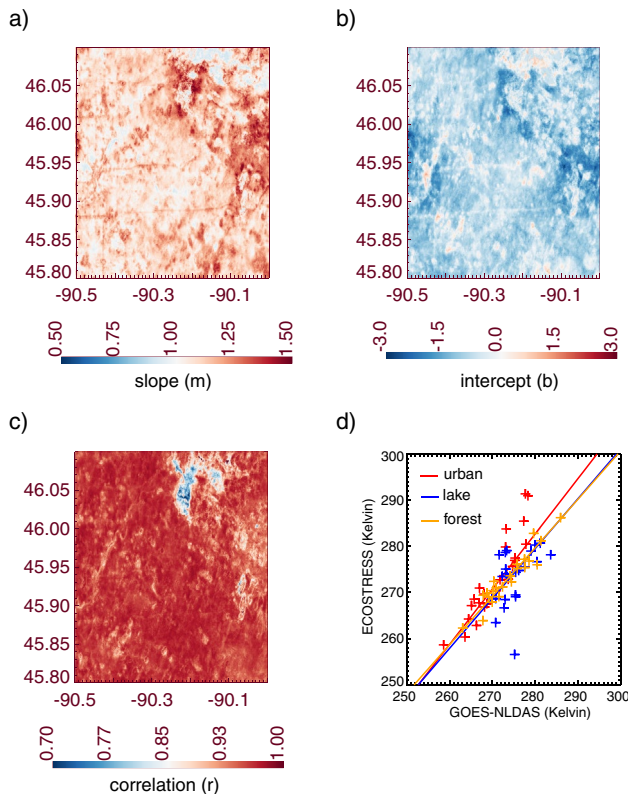 a)
46.05
46.00
45.95
45.90
45.85
45.80
-90.5 -90.3 -90.1
0.50 0.75 1.00 1.25 1.50
slope (m)
b)
46.05
46.00
45.95
45.90
45.85
45.80
-90.5 -90.3 -90.1
-3.0 -1.5 0.0 1.5 3.0
intercept (b)
c)
46.05
46.00
45.95
45.90
45.85
45.80
-90.5 -90.3 -90.1
0.70 0.77 0.85 0.93 1.00
correlation (r)
d)
300
290
280
270
260
250
ECOSTRESS (Kelvin)
urban
lake
forest
250 260 270 280 290 300
GOES-NLDAS (Kelvin)